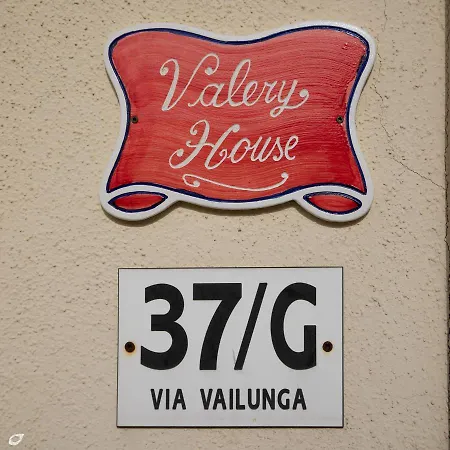 Valery
House
37/G
VIA VAILUNGA